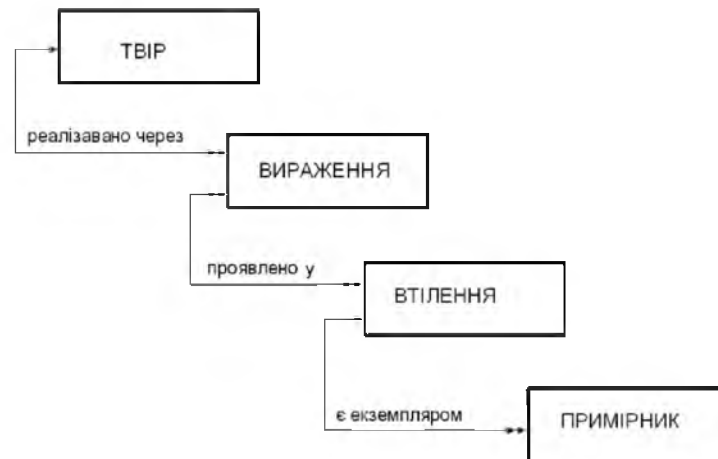 ТВІР
реалізавано через
ВИРАЖЕННЯ
проявлено у
ВТІЛЕННЯ
є екземпляром
ПРИМІРНИК